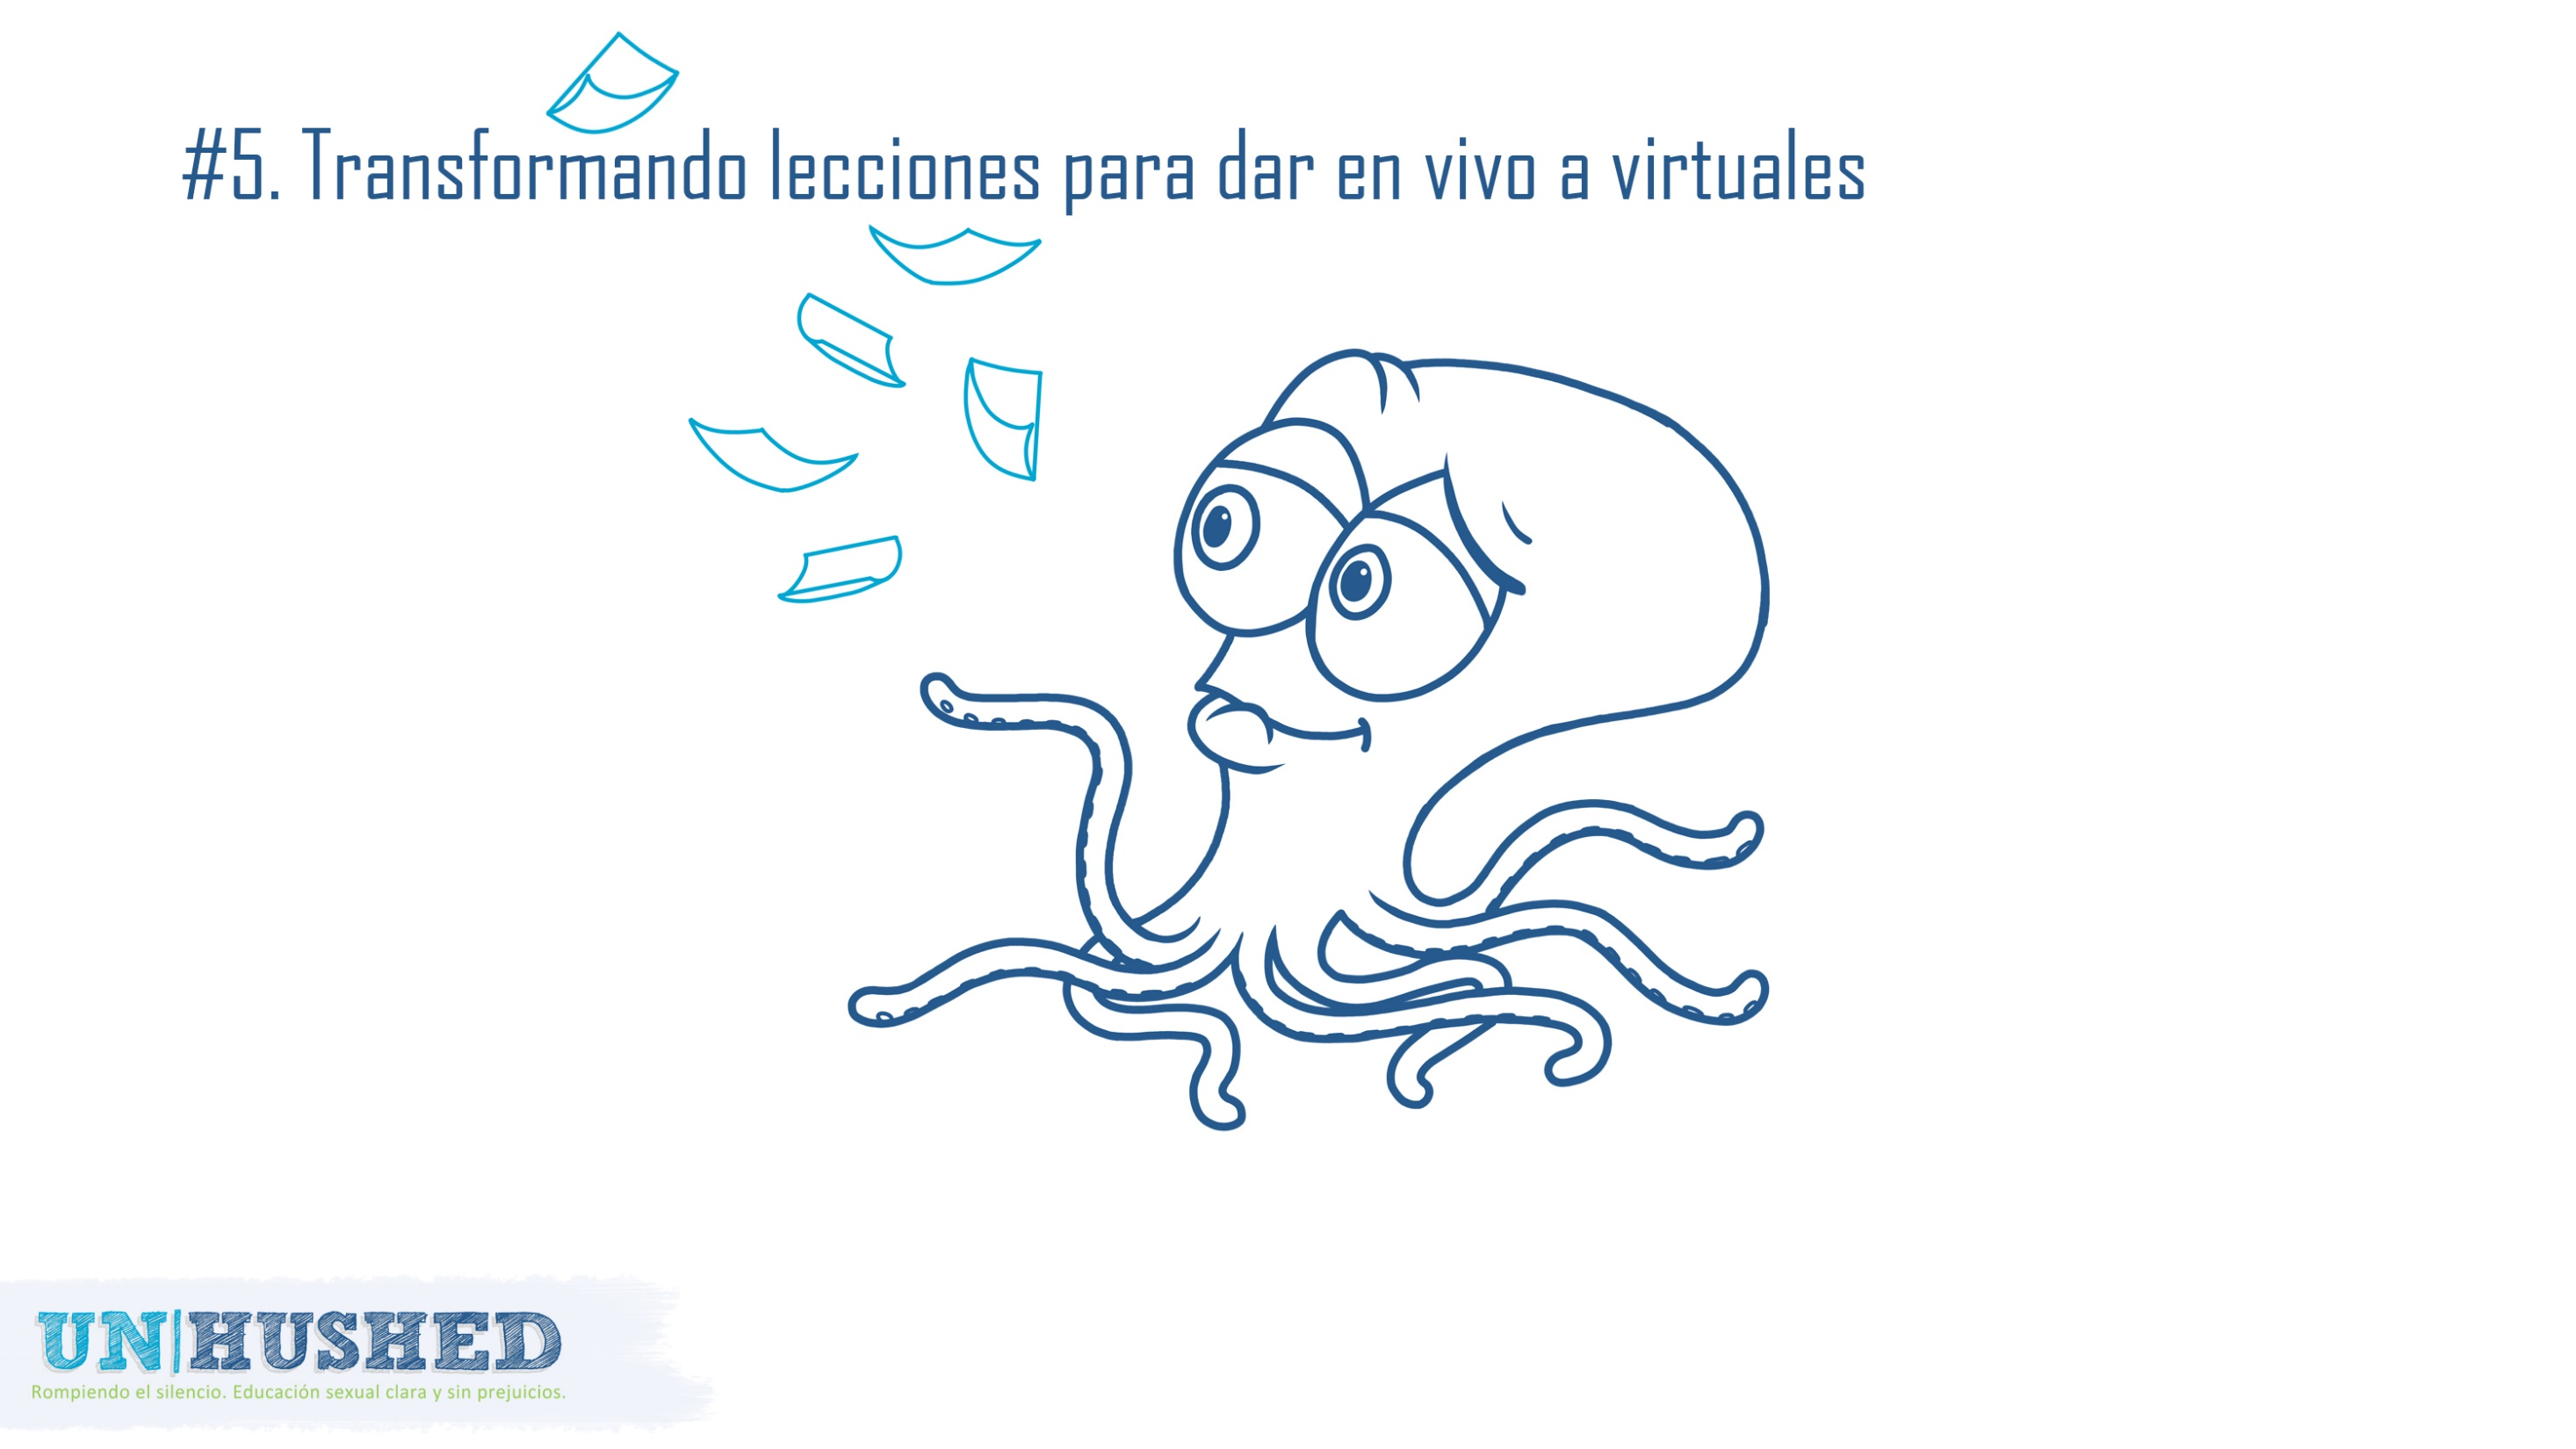 #5. Transformando lecciones para dar en vivo a virtuales
UN|HUSHED
Rompiendo el silencio. Educación sexual clara y sin prejuicios.